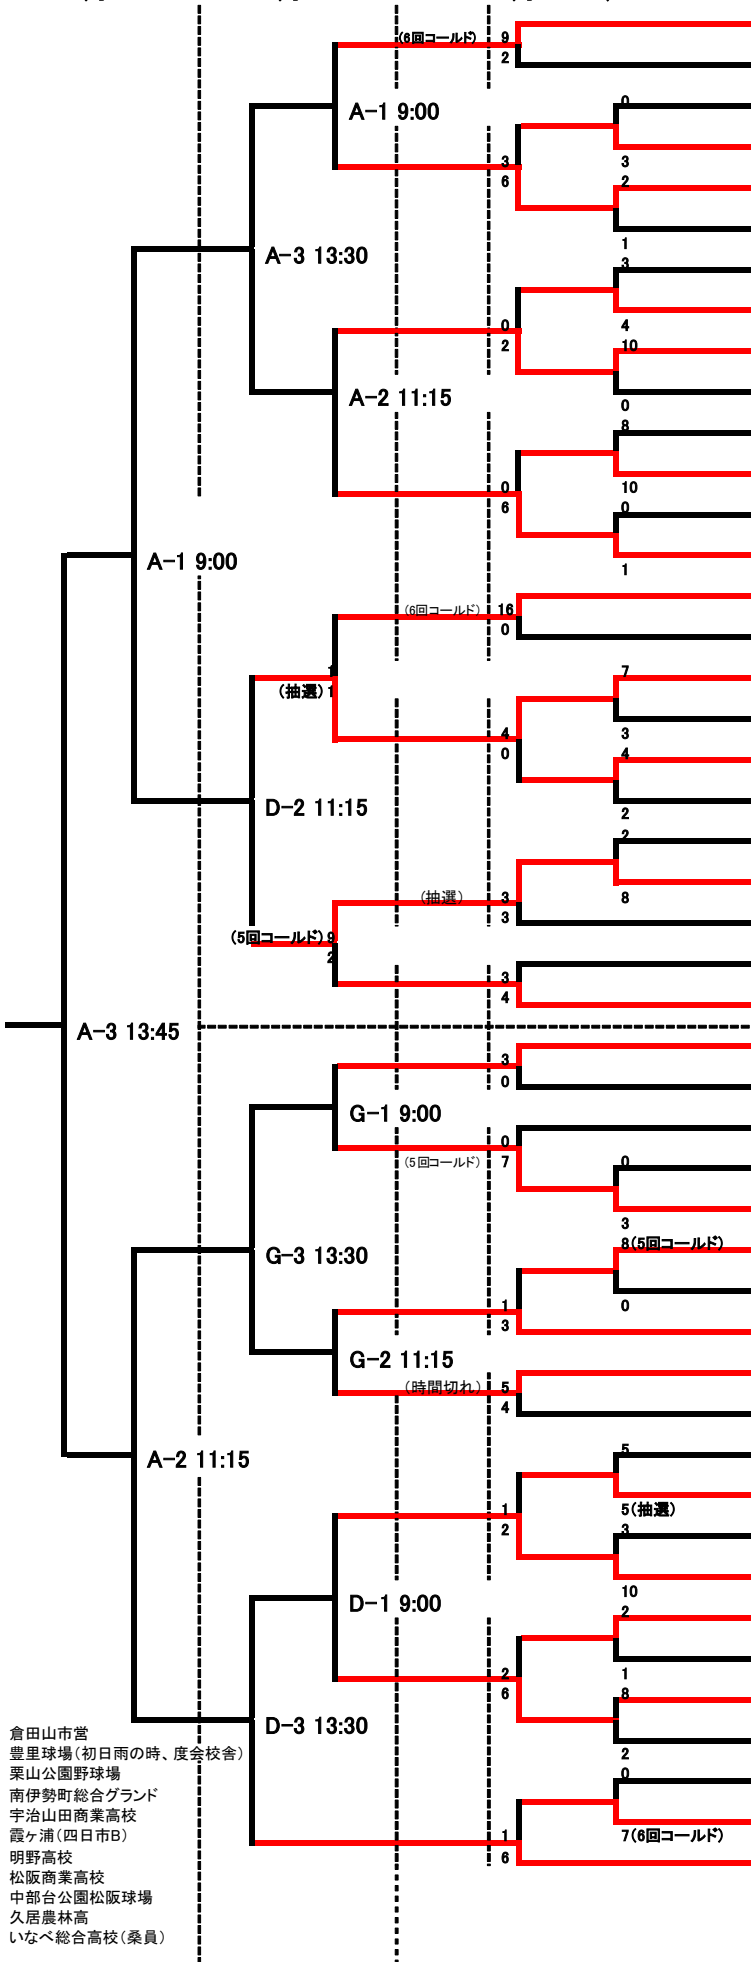 (6回コールド) 9
2
A-1 9:00
0
3
3
6
2
1
A-3 13:30
3
0
4
2
10
A-2 11:15
0
8
0
10
6
0
A-1 9:00
1
(6回コールド) 16
0
1
7
(抽選) 1
4
3
0
4
D-2 11:15
2
2
(抽選) 3
8
3
(5回コールド) 9
2
3
4
A-3 13:45
3
0
G-1 9:00
0
(5回コールド) 7
0
3
8(5回コールド)
G-3 13:30
1
0
3
G-2 11:15
(時間切れ) 5
4
A-2 11:15
5
1
5(抽選)
2
3
10
D-1 9:00
2
2
1
6
8
D-3 13:30
2
0
1
7(6回コールド)
6
倉田山市営
豊里球場(初日雨の時、度会校舎)
栗山公園野球場
南伊勢町総合グランド
宇治山田商業高校
霞ヶ浦(四日市B)
明野高校
松阪商業高校
中部台公園松阪球場
久居農林高
いなべ総合高校(桑員)